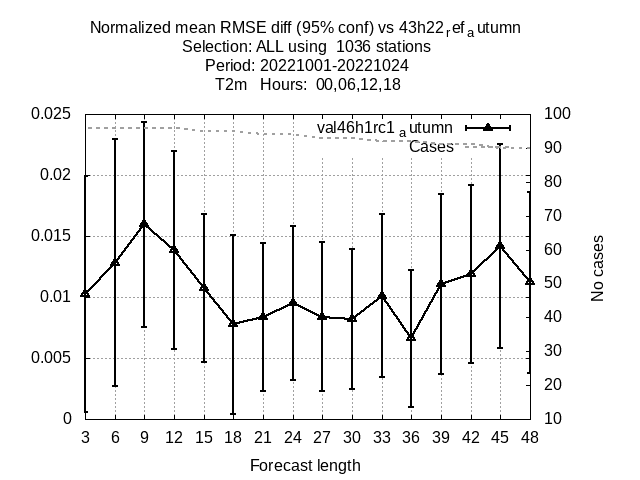 Normalized mean RMSE diff (95% conf) vs 43h22refautumn
Selection: ALL using 1036 stations
Period: 20221001-20221024
T2m Hours: 00,06,12,18
0.025 100
val46h1rc1autumn
Cases
90
0.02 80
70
0.015 60
50
0.01 40
30
0.005 20
0 10
No cases
3 6 9 12 15 18 21 24 27 30 33 36 39 42 45 48
Forecast length